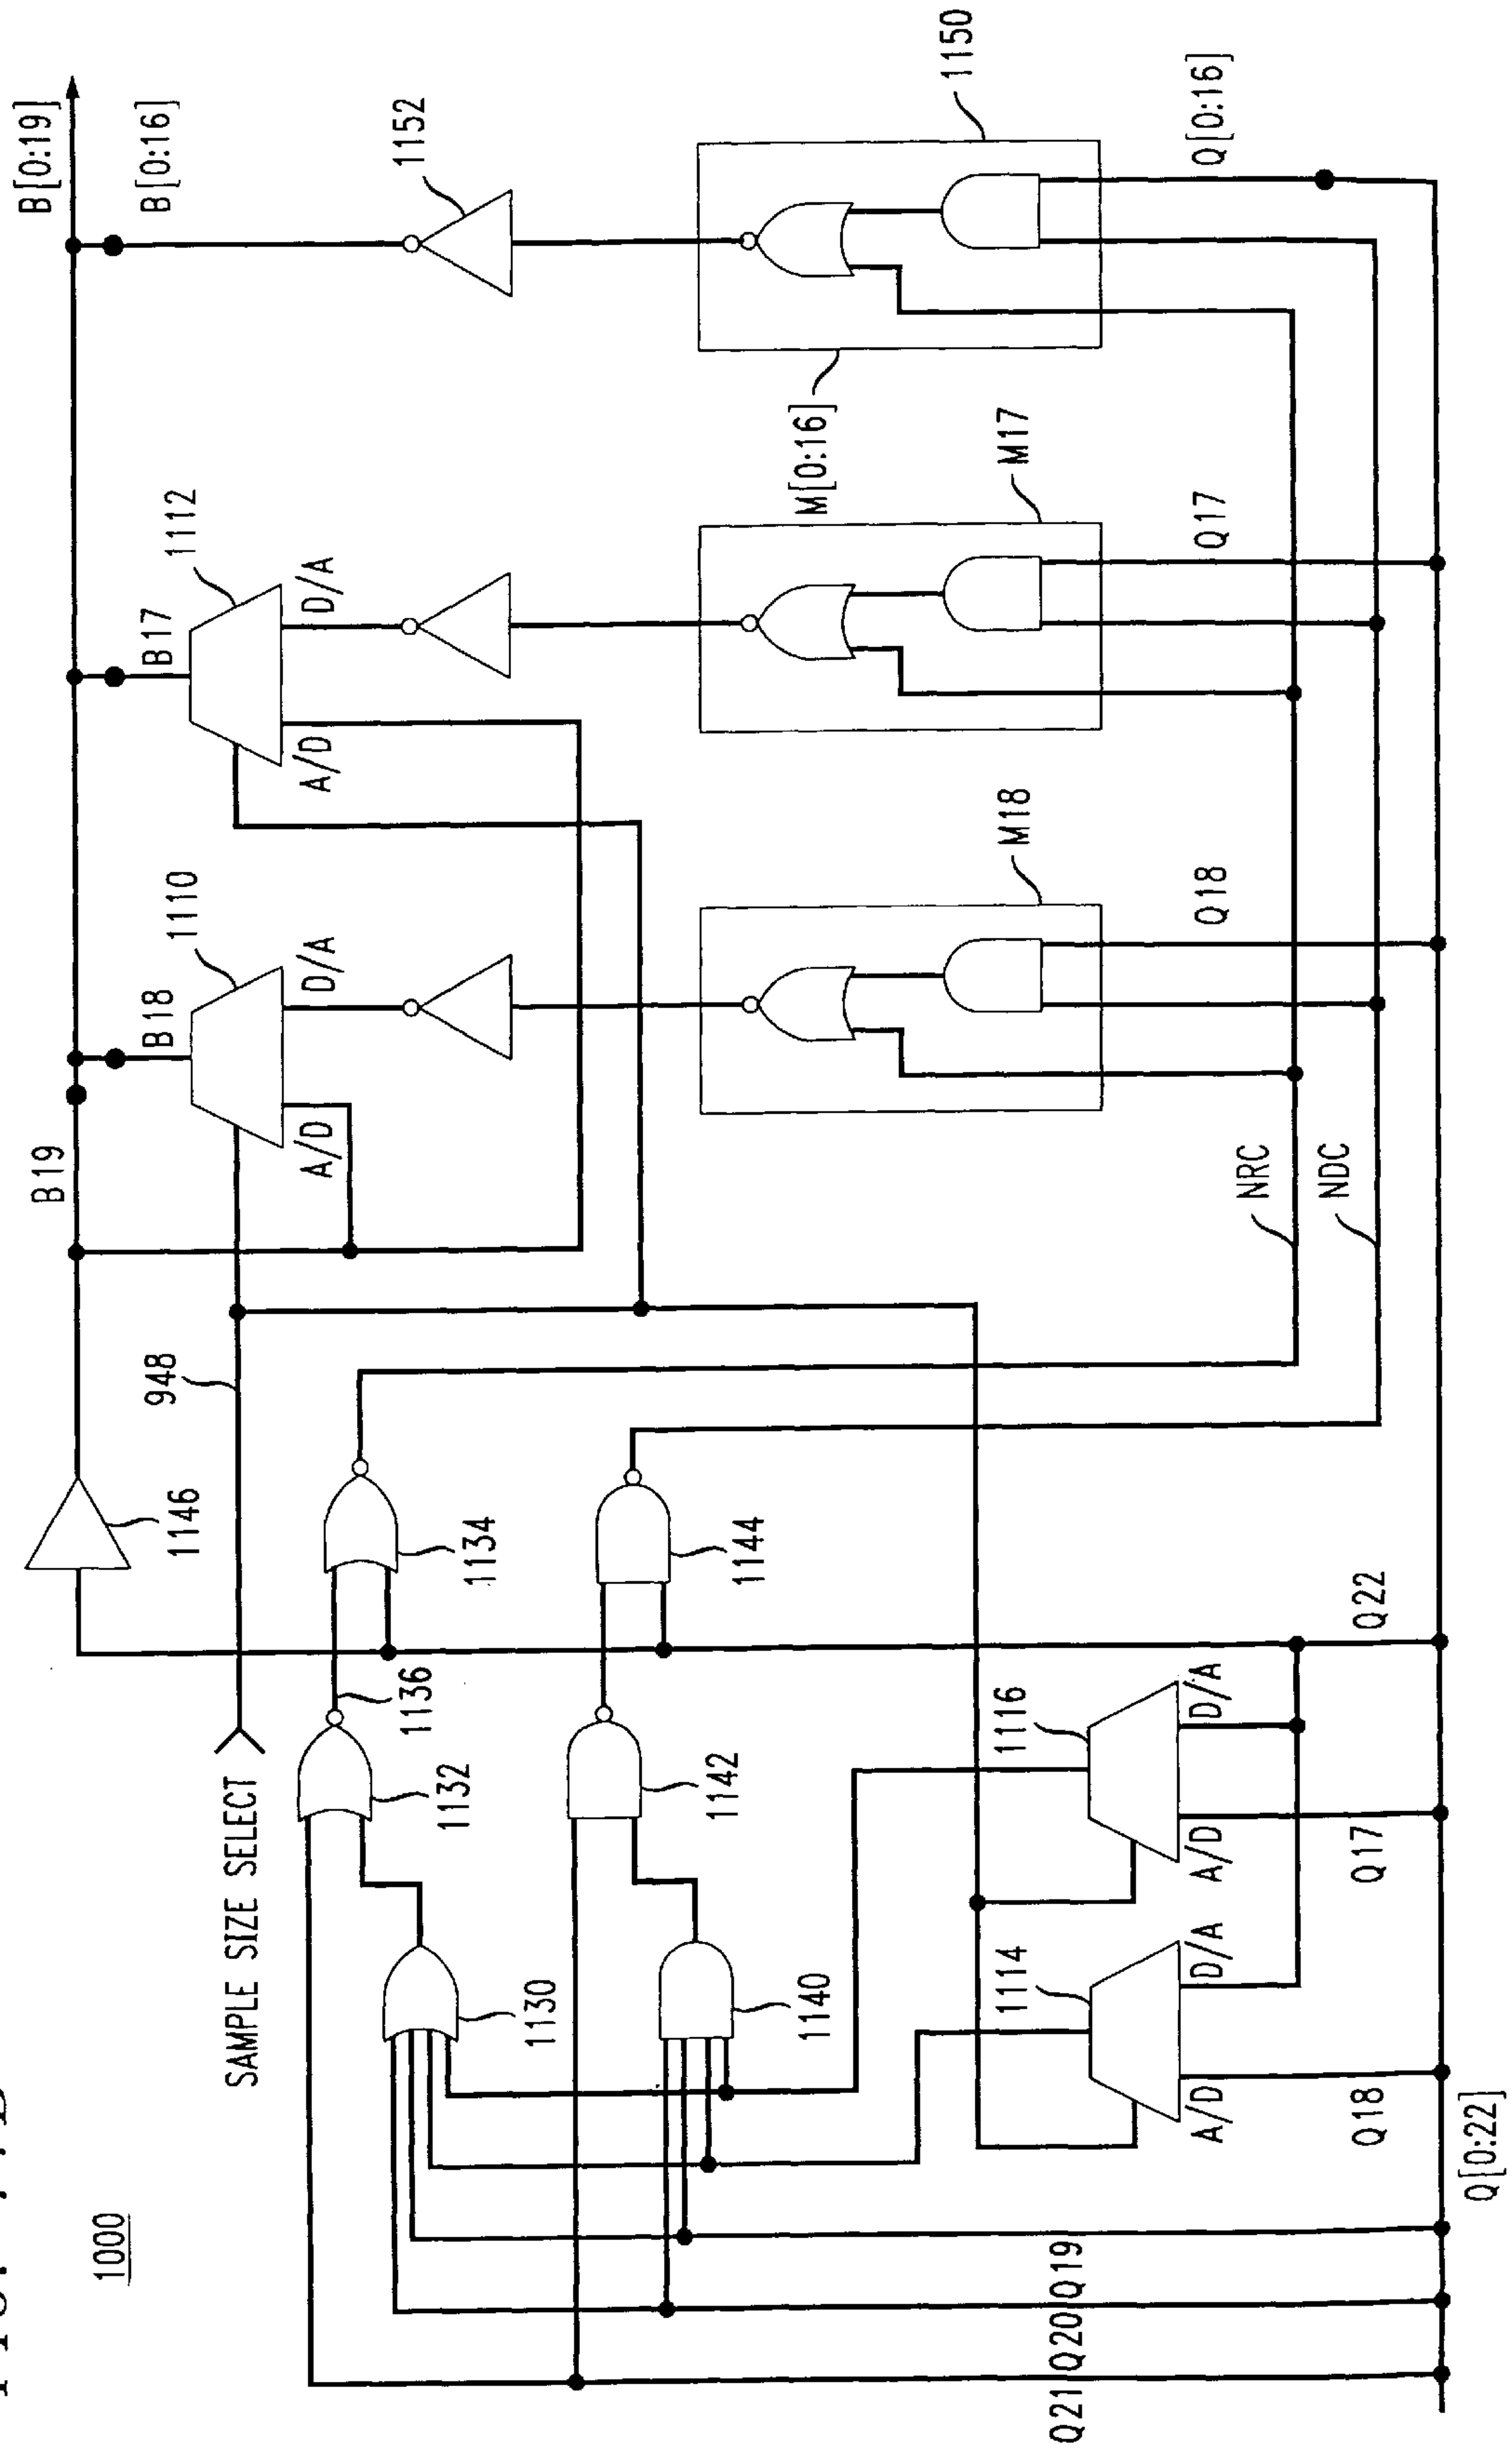 1000
SAMPLE SIZE SELECT
948
1146
B19
B18
1110
A/D
D/A
B17
1112
A/D
D/A
B[0:19]
B[0:16]
1152
1132
1136
1134
1130
1142
1144
1140
1114
A/D
D/A
1116
A/D
D/A
M18
M17
M[0:16]
1150
NRC
NDC
Q21
Q20
Q19
Q18
Q17
Q22
Q18
Q17
Q[0:16]
Q[0:22]